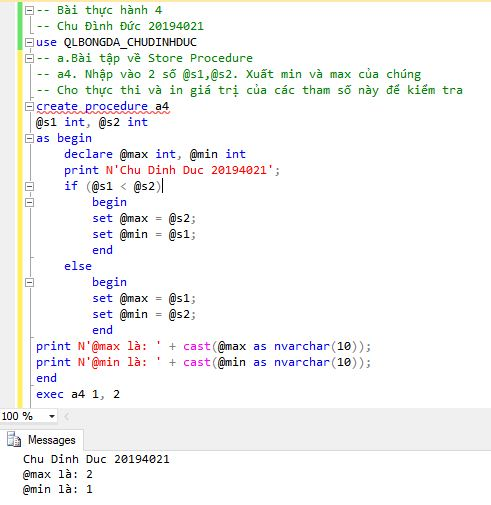 -- Bài thực hành 4
-- Chu Đình Đức 20194021
use QLBONGDA_CHUDINHDUC
-- a.Bài tập về Store Procedure
-- a4. Nhập vào 2 số @s1,@s2. Xuất min và max của chúng
-- Cho thực thi và in giá trị của các tham số này để kiểm tra
create procedure a4
@s1 int, @s2 int
as begin
declare @max int, @min int
print N'Chu Dinh Duc 20194021';
if (@s1 < @s2)
begin
set @max = @s2;
set @min = @s1;
end
else
begin
set @max = @s1;
set @min = @s2;
end
print N'@max là: ' + cast(@max as nvarchar(10));
print N'@min là: ' + cast(@min as nvarchar(10));
end
exec a4 1, 2
100 %
Messages
Chu Dinh Duc 20194021
@max là: 2
@min là: 1